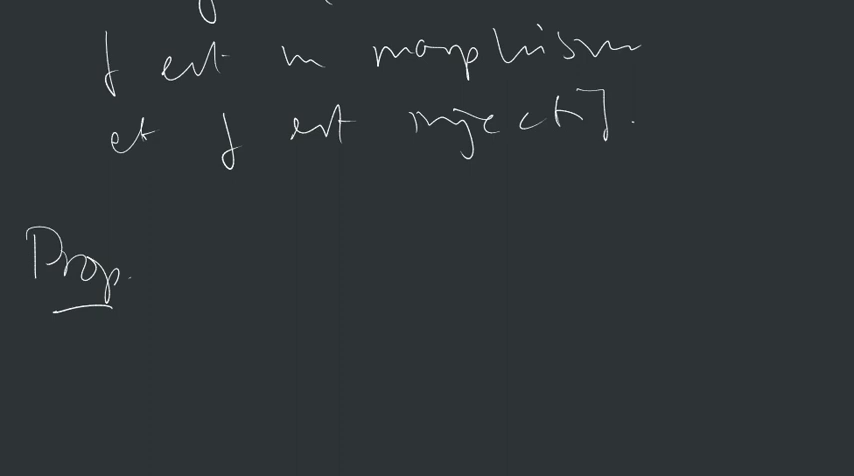 f est un morphisme
et f est injectif.
Prop.